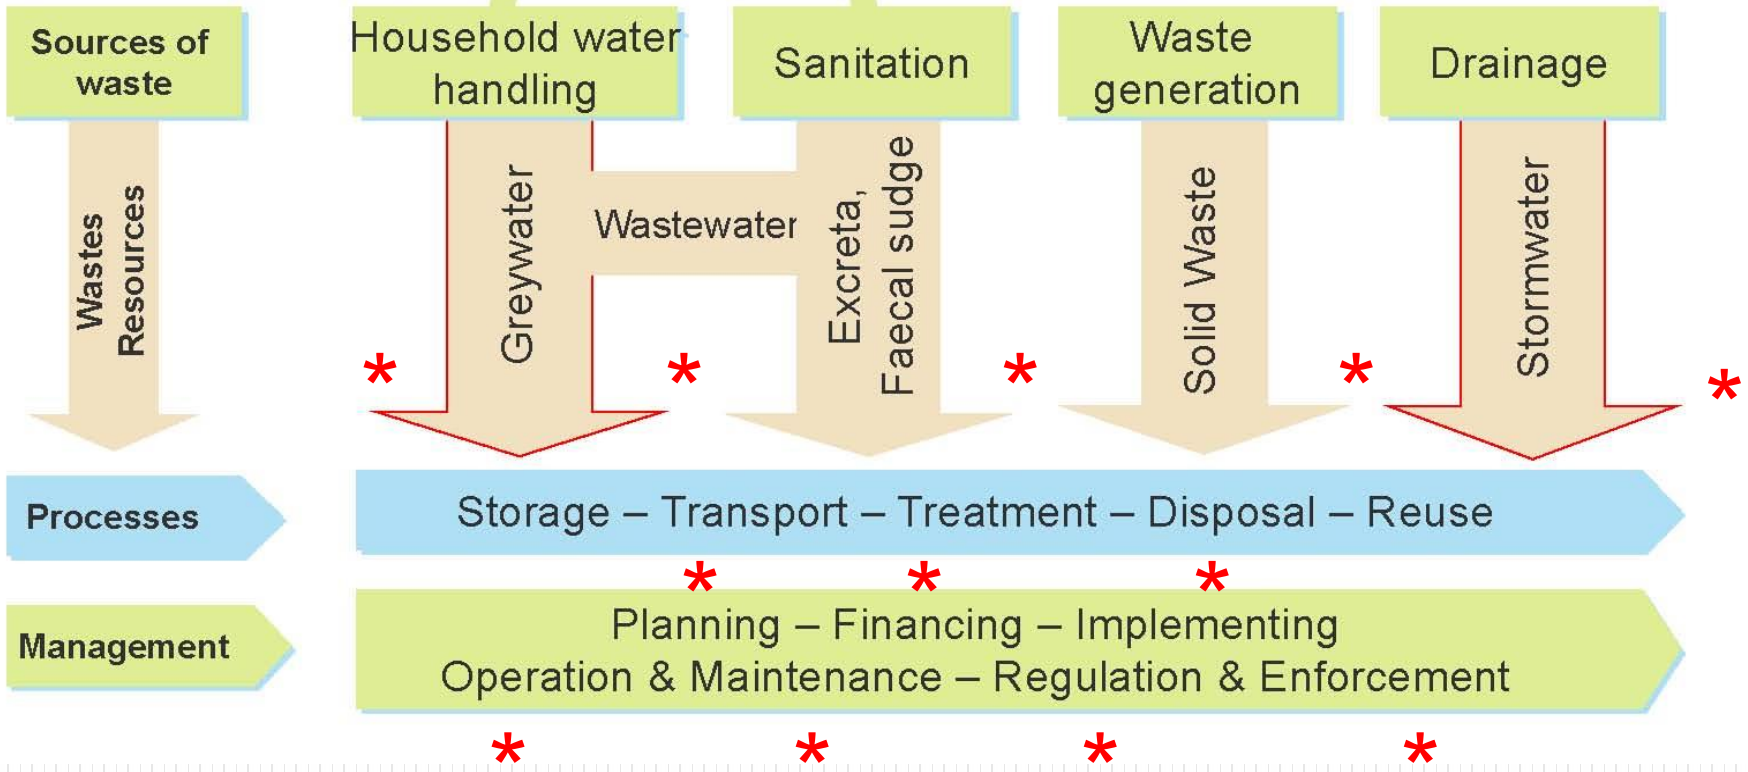 Sources of
waste
Household water
handling
Sanitation
Waste
generation
Drainage
Wastes
Resources
Greywater
Wastewater
Excreta,
Faecal sudge
Solid Waste
Stormwater
*
*
*
*
*
Processes
Storage – Transport – Treatment – Disposal – Reuse
*
*
*
Management
Planning – Financing – Implementing
Operation & Maintenance – Regulation & Enforcement
*
*
*
*